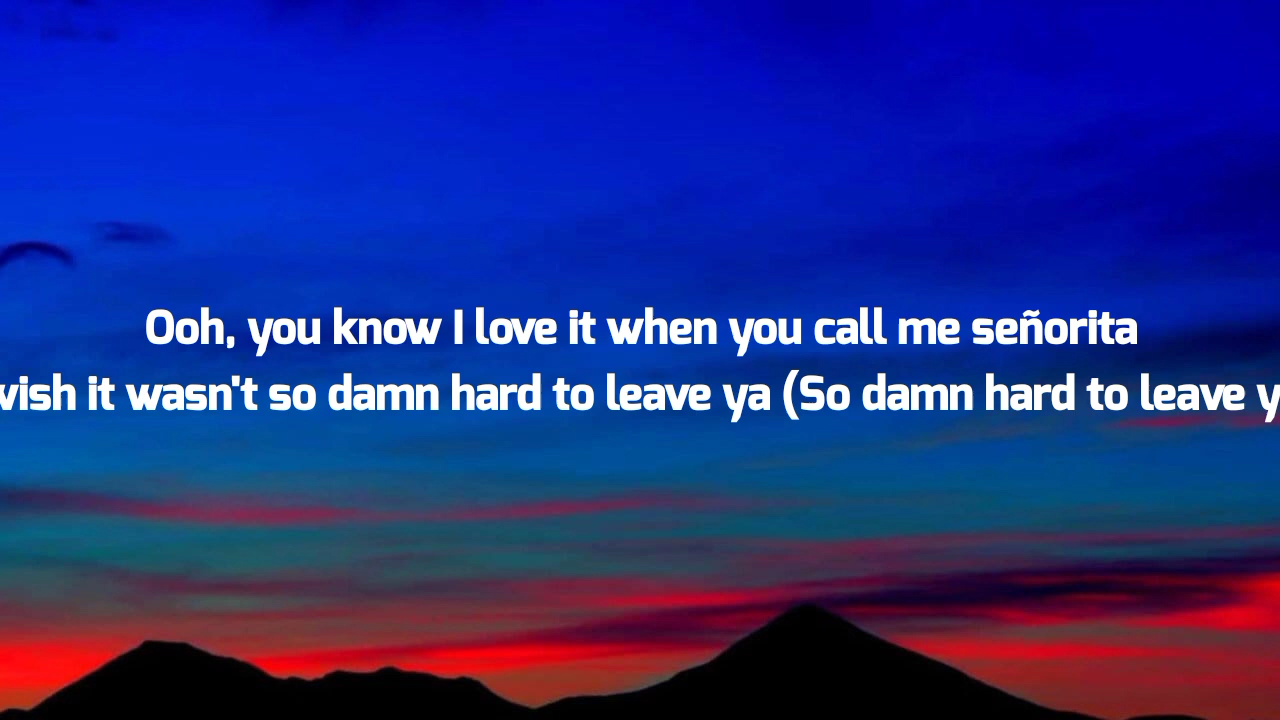 Ooh, you know I love it when you call me señorita
wish it wasn't so damn hard to leave ya (So damn hard to leave y